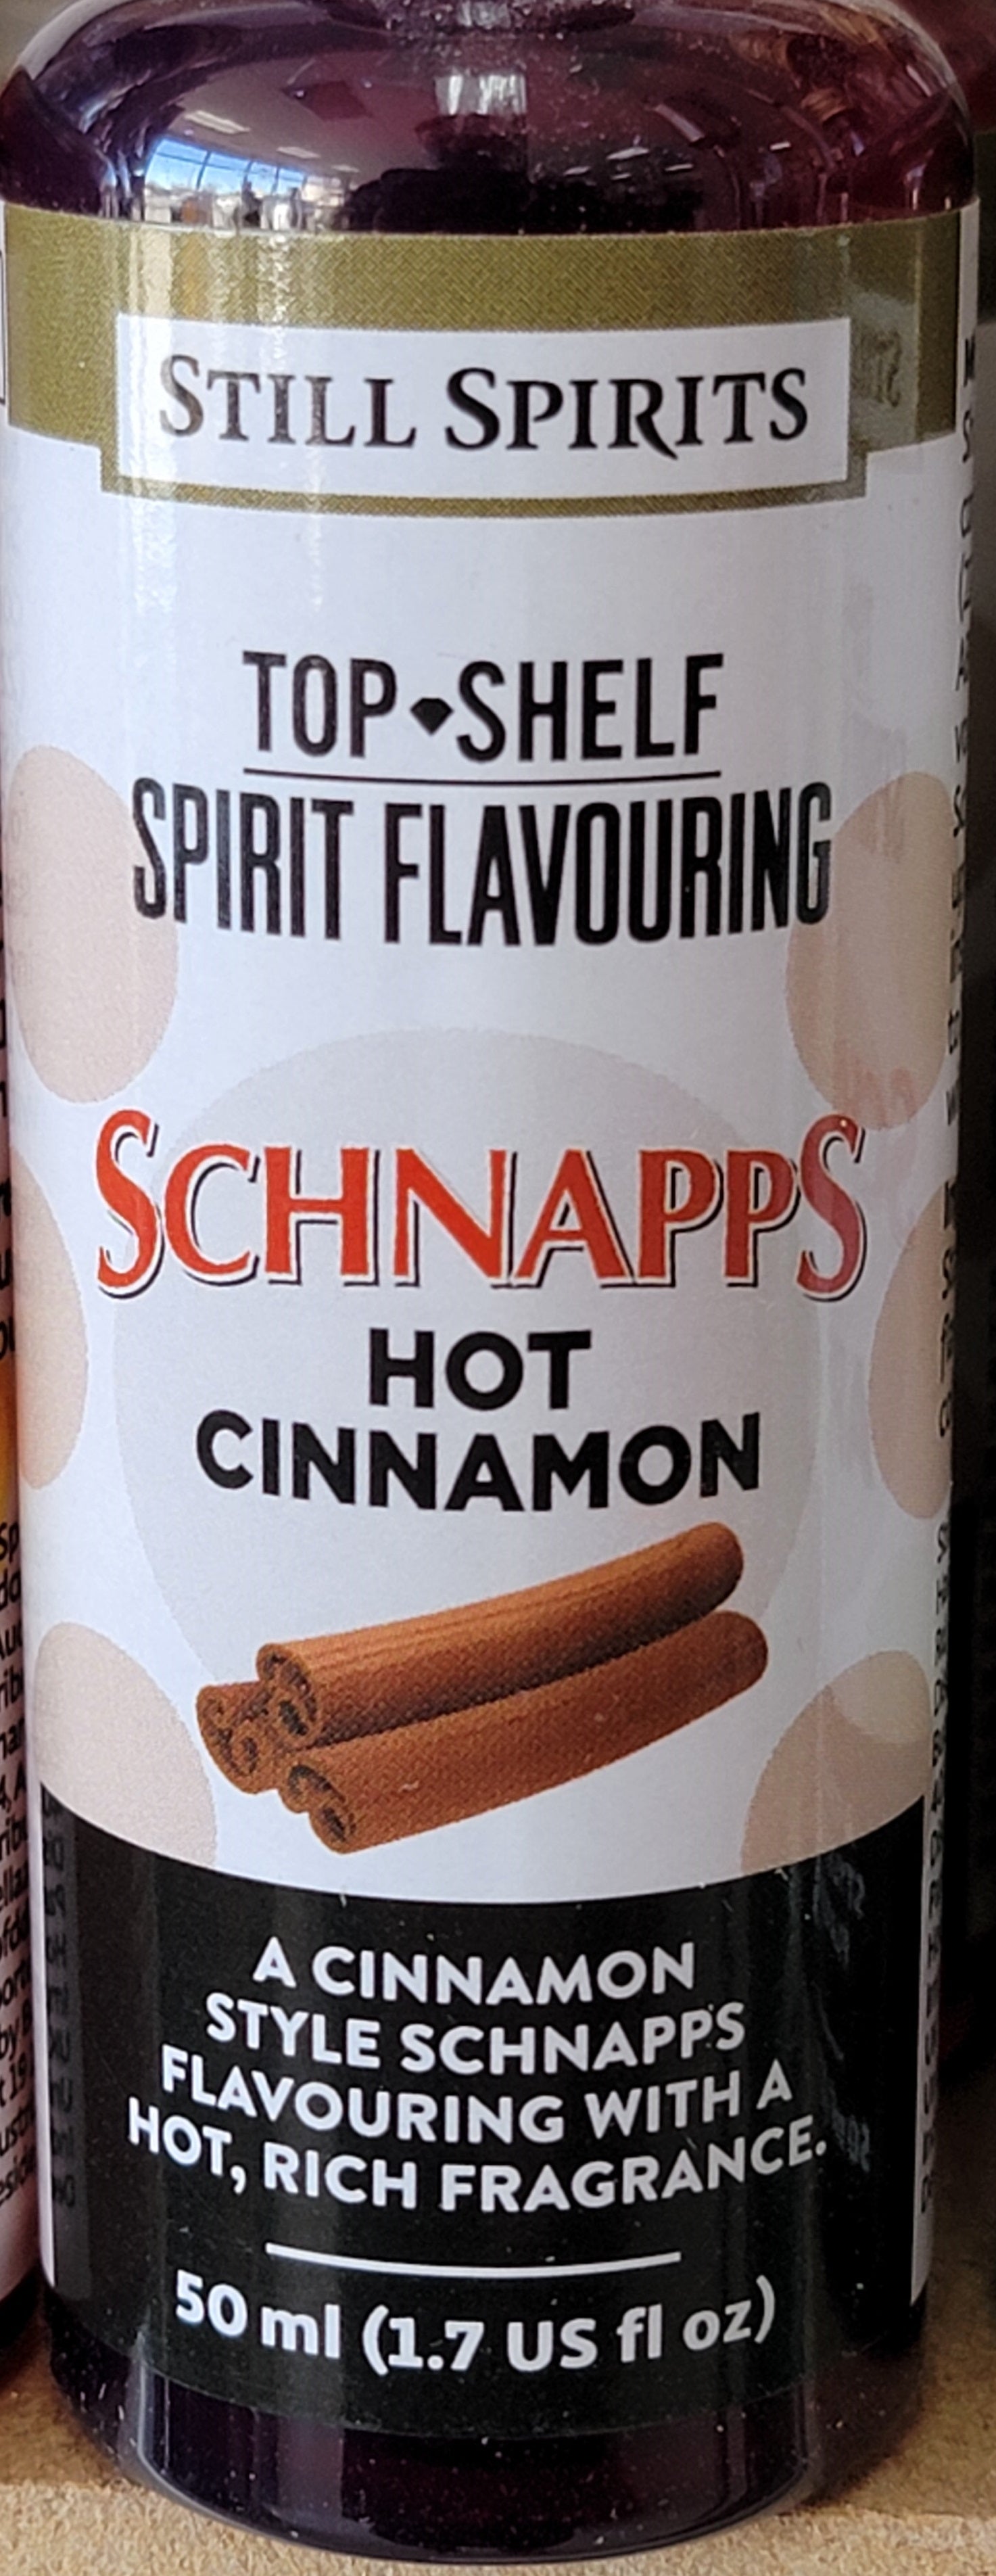 STILL SPIRITS
TOP◆SHELF
SPIRIT FLAVOURING
SCHNAPPS
HOT
CINNAMON
A CINNAMON
STYLE SCHNAPPS
FLAVOURING WITH A
HOT, RICH FRAGRANCE.
50 ml (1.7 US fl oz)